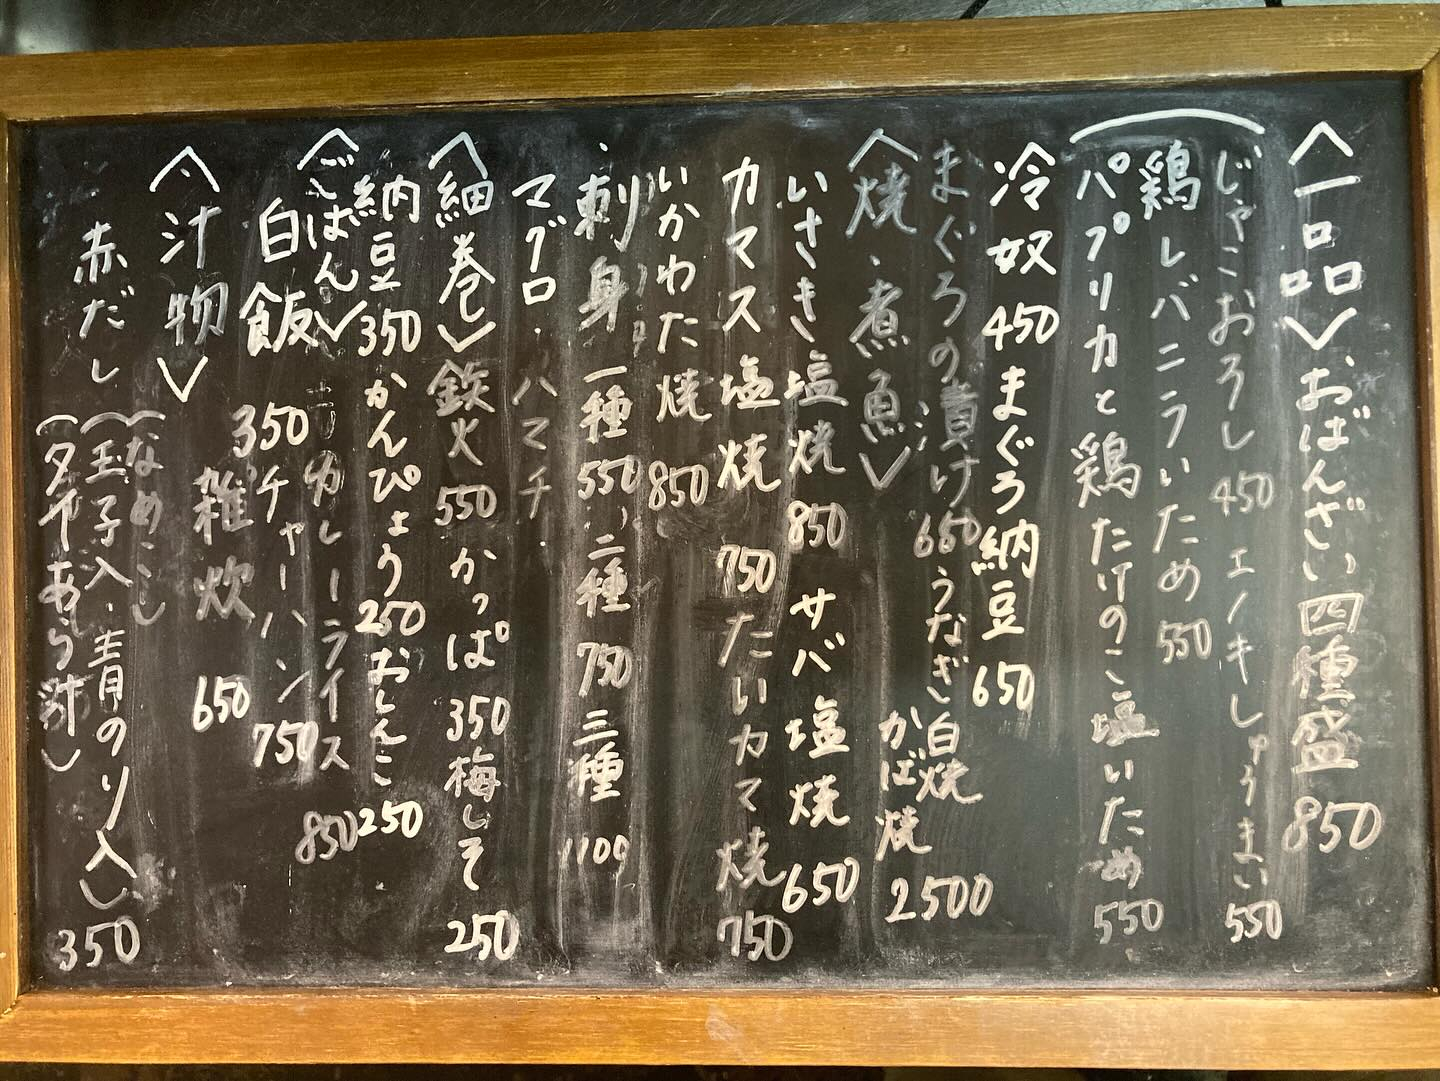 〈一品〉おばんざい四種盛 850
じゃこおろし 450 エノキしゅうまい 550
鶏レバニラいため 550
パプリカと鶏たけのこ塩いため 550
冷奴 450 まぐろ納豆 650
まぐろの漬け 650 うなぎ 白焼 かば焼 2500
〈焼・煮魚〉
いさき塩焼 850 サバ塩焼 650
カマス塩焼 750 たいカマ焼 750
いかわた焼 850
刺身 一種 550 二種 750 三種 1100
マグロ・ハマチ
〈細巻〉鉄火 550 かっぱ 350 梅しそ 250
納豆 350 かんぴょう 250 おしんこ 250
〈ごはん〉カレーライス 850
白飯 350 チャーハン 750
雑炊 650
〈汁物〉
赤だし (なめこ汁
(玉子入・青のり入)
(タイあら汁) 350